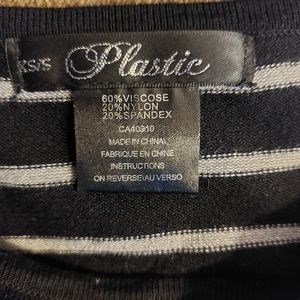 XS/S Plastic
60%VISCOSE
20%NYLON
20%SPANDEX
CA40910
MADE IN CHINA/
FABRIQUE EN CHINE
INSTRUCTIONS
ON REVERSE\AU VERSO